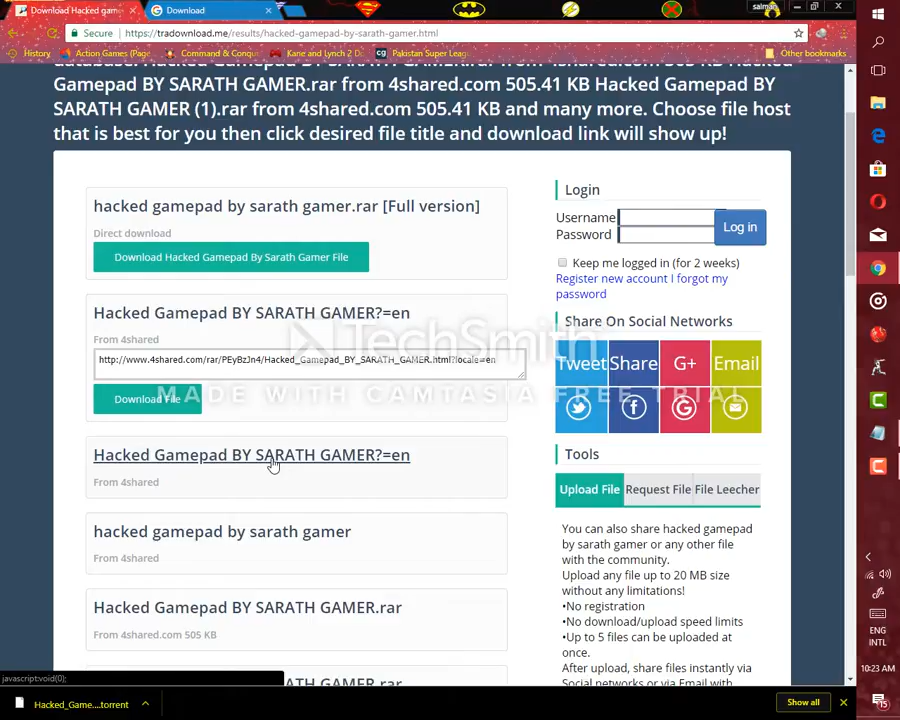 Download Hacked gam
Download
salman
Secure
https://tradownload.me/results/hacked-gamepad-by-sarath-gamer.html
History
Action Games (Page
Command & Conqu
Kane and Lynch 2 D
cg
Pakistan Super Leag
Other bookmarks
Gamepad BY SARATH GAMER.rar from 4shared.com 505 KB Hacked Gamepad BY
SARATH GAMER (1).rar from 4shared.com 505.41 KB and many more. Choose file host
that is best for you then click desired file title and download link will show up!
hacked gamepad by sarath gamer.rar [Full version]
Direct download
Download Hacked Gamepad By Sarath Gamer File
Hacked Gamepad BY SARATH GAMER?=en
From 4shared
http://www.4shared.com/rar/PEyBzJn4/Hacked_Gamepad_BY_SARATH_GAMER.html?locale=en
Download File
Hacked Gamepad BY SARATH GAMER?=en
From 4shared
hacked gamepad by sarath gamer
From 4shared
Hacked Gamepad BY SARATH GAMER.rar
From 4shared.com 505 KB
Login
Username
Password
Log in
Keep me logged in (for 2 weeks)
Register new account I forgot my
password
Share On Social Networks
Tweet
Share
G+
Email
Tools
Upload File
Request File
File Leecher
You can also share hacked gamepad
by sarath gamer or any other file
with the community.
Upload any file up to 20 MB size
without any limitations!
•No registration
•No download/upload speed limits
•Up to 5 files can be uploaded at
once.
After upload, share files instantly via
Social networks or via Email with
TechSmith
MADE WITH CAMTASIA FREE TRIAL
javascript:void(0);
Hacked_Game....torrent
Show all
ENG
INTL
10:23 AM
15